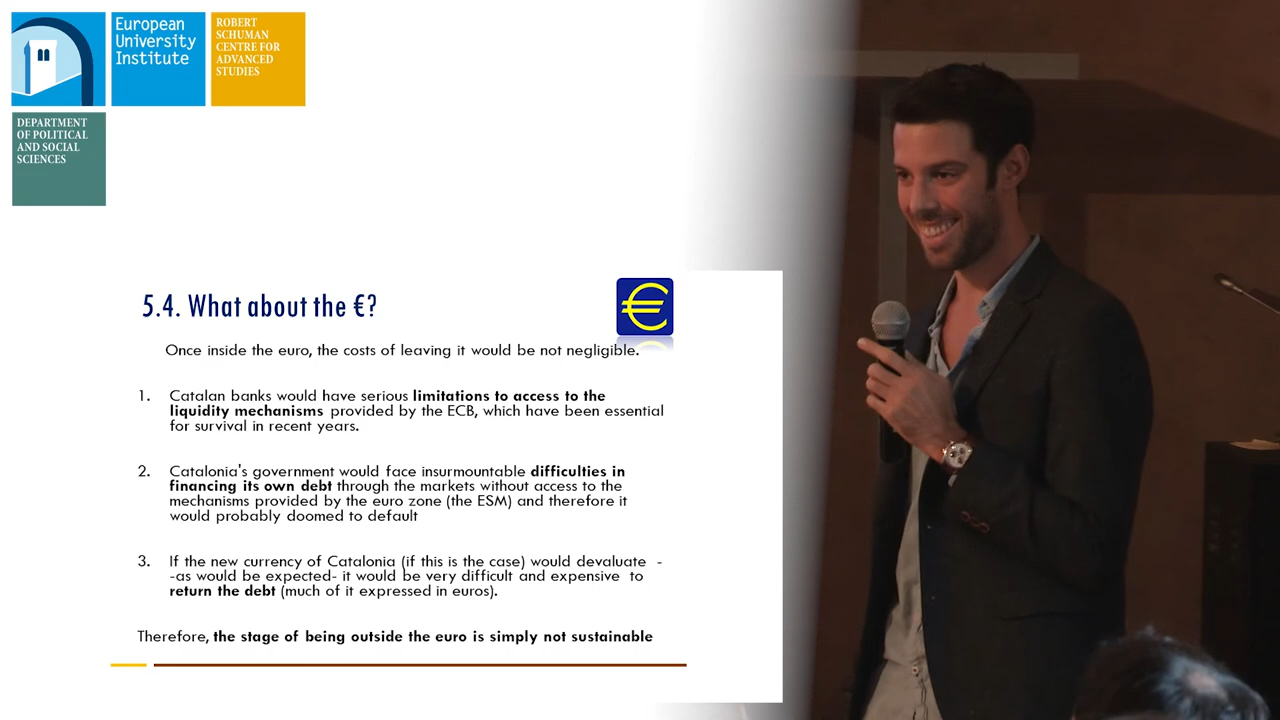 European
University
Institute
ROBERT
SCHUMAN
CENTRE FOR
ADVANCED
STUDIES
DEPARTMENT
OF POLITICAL
AND SOCIAL
SCIENCES
5.4. What about the €?
€
Once inside the euro, the costs of leaving it would be not negligible.
1. Catalan banks would have serious limitations to access to the
liquidity mechanisms provided by the ECB, which have been essential
for survival in recent years.
2. Catalonia's government would face insurmountable difficulties in
financing its own debt through the markets without access to the
mechanisms provided by the euro zone (the ESM) and therefore it
would probably doomed to default
3. If the new currency of Catalonia (if this is the case) would devaluate -
-as would be expected- it would be very difficult and expensive to
return the debt (much of it expressed in euros).
Therefore, the stage of being outside the euro is simply not sustainable